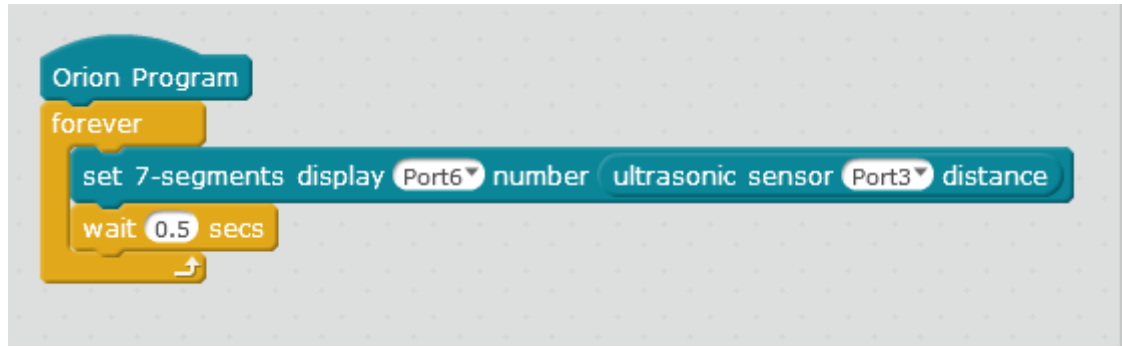 Orion Program
forever
set 7-segments display Port6 number ultrasonic sensor Port3 distance
wait 0.5 secs